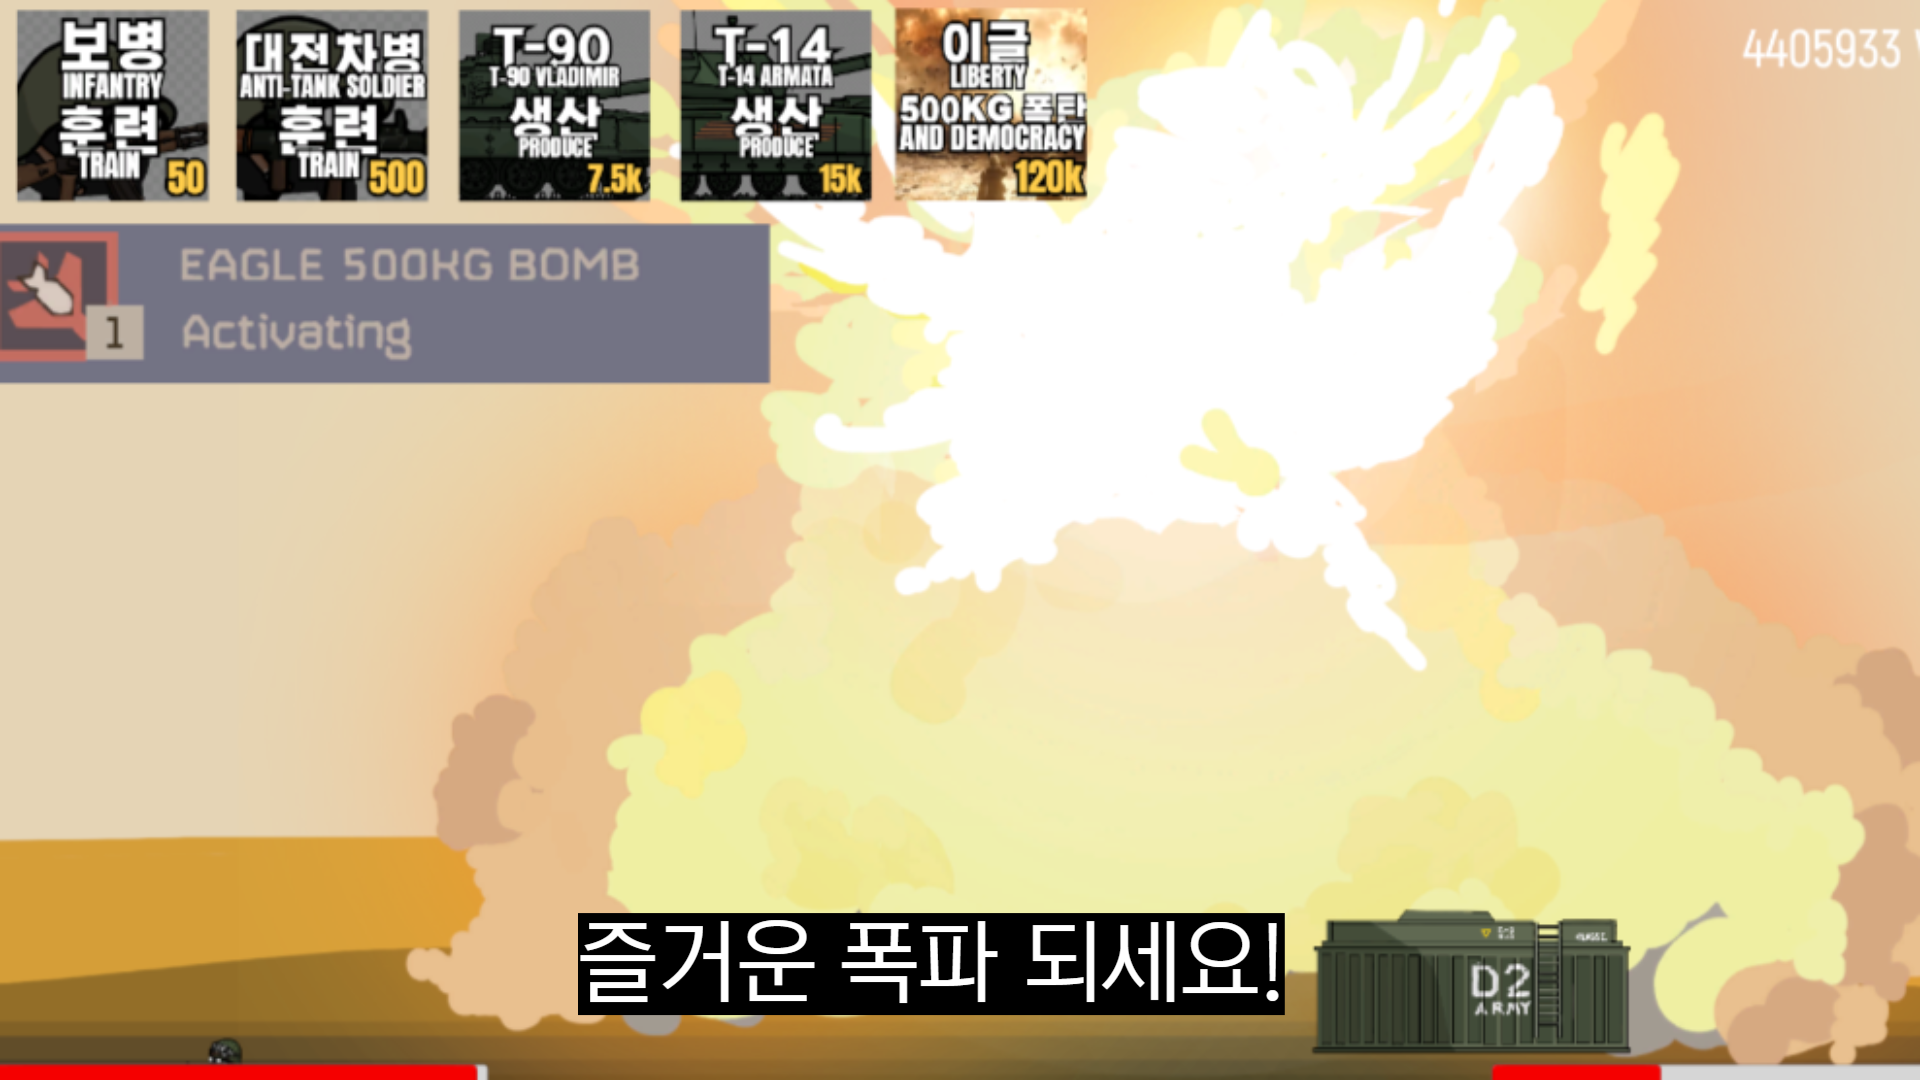 보병
INFANTRY
훈련
TRAIN
50
대전차병
ANTI-TANK SOLDIER
훈련
TRAIN
500
T-90
T-90 VLADIMIR
생산
PRODUCE
7.5k
T-14
T-14 ARMATA
생산
PRODUCE
15k
이글
LIBERTY
500KG 폭탄
AND DEMOCRACY
120k
4405933
EAGLE 500KG BOMB
1
Activating
즐거운 폭파 되세요!
D2
ARMY